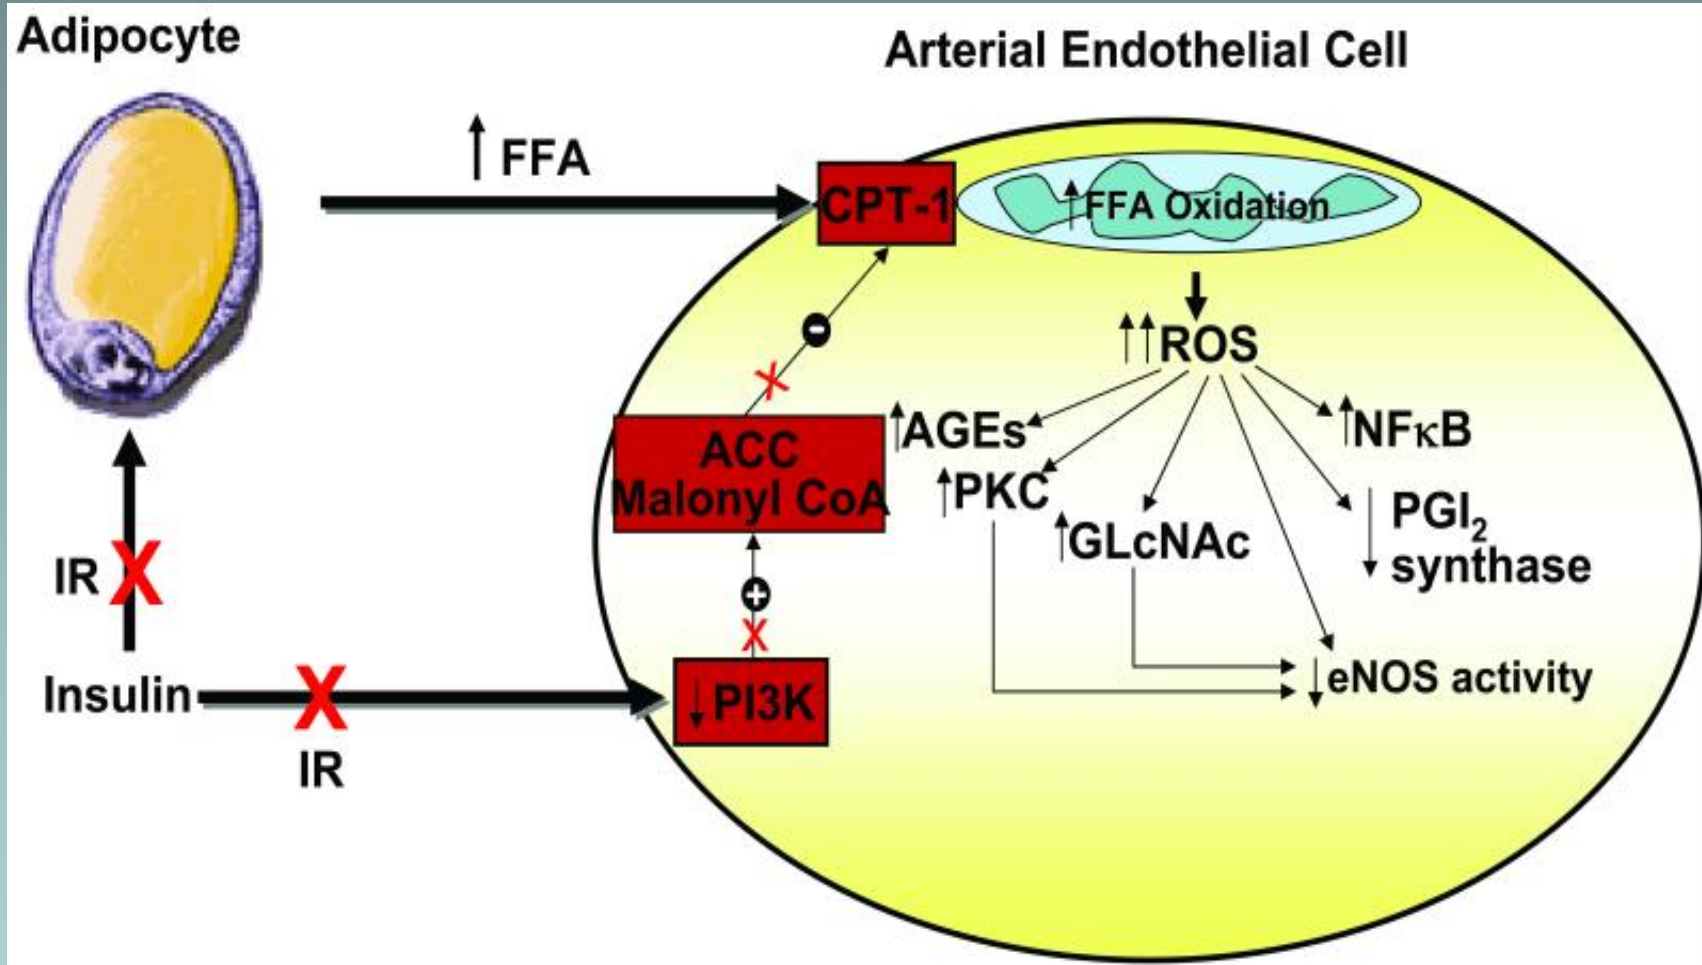 Adipocyte
Arterial Endothelial Cell
↑ FFA
CPT-1
↑FFA Oxidation
↑↑ROS
ACC
Malonyl CoA
↑AGEs
↑NFκB
↑PKC
↑GLcNAc
↓ PGI₂
synthase
IR X
X
X
Insulin
X
IR
↓PI3K
↓eNOS activity